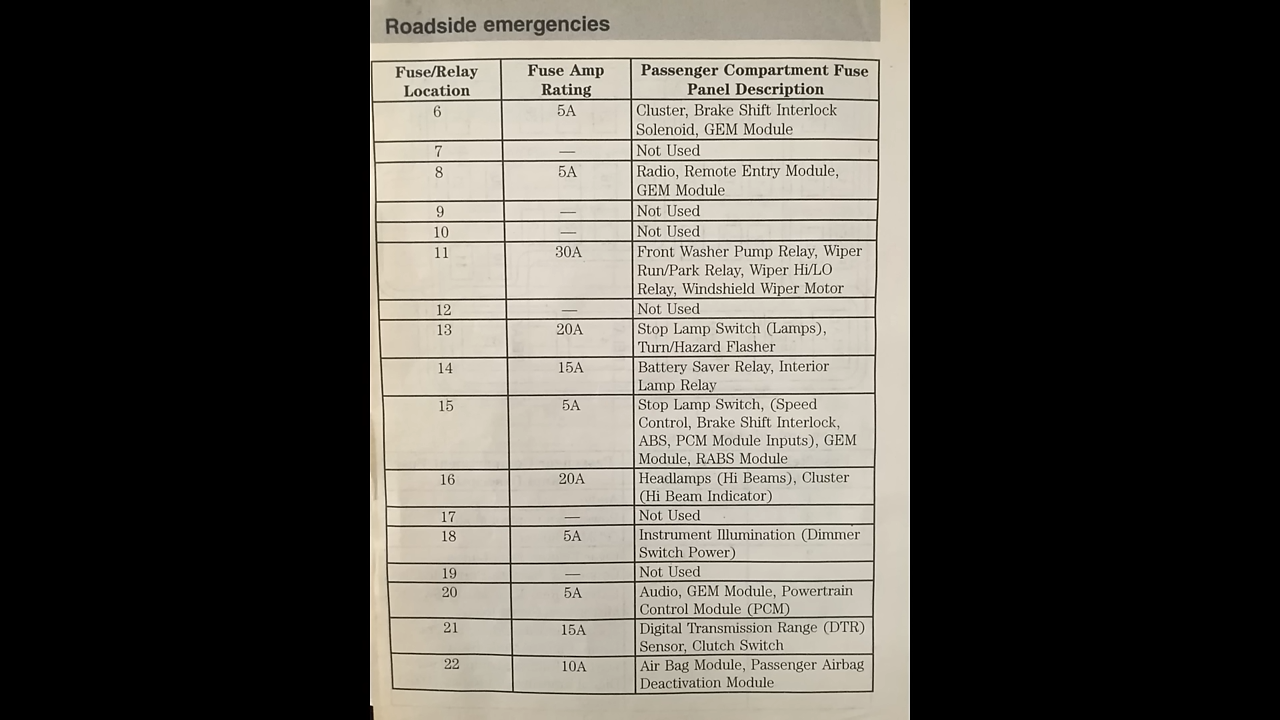 Roadside emergencies
Fuse/Relay Location Fuse Amp Rating Passenger Compartment Fuse Panel Description
6 5A Cluster, Brake Shift Interlock
Solenoid, GEM Module
7 — Not Used
8 5A Radio, Remote Entry Module,
GEM Module
9 — Not Used
10 — Not Used
11 30A Front Washer Pump Relay, Wiper
Run/Park Relay, Wiper Hi/LO
Relay, Windshield Wiper Motor
12 — Not Used
13 20A Stop Lamp Switch (Lamps),
Turn/Hazard Flasher
14 15A Battery Saver Relay, Interior
Lamp Relay
15 5A Stop Lamp Switch, (Speed
Control, Brake Shift Interlock,
ABS, PCM Module Inputs), GEM
Module, RABS Module
16 20A Headlamps (Hi Beams), Cluster
(Hi Beam Indicator)
17 — Not Used
18 5A Instrument Illumination (Dimmer
Switch Power)
19 — Not Used
20 5A Audio, GEM Module, Powertrain
Control Module (PCM)
21 15A Digital Transmission Range (DTR)
Sensor, Clutch Switch
22 10A Air Bag Module, Passenger Airbag
Deactivation Module